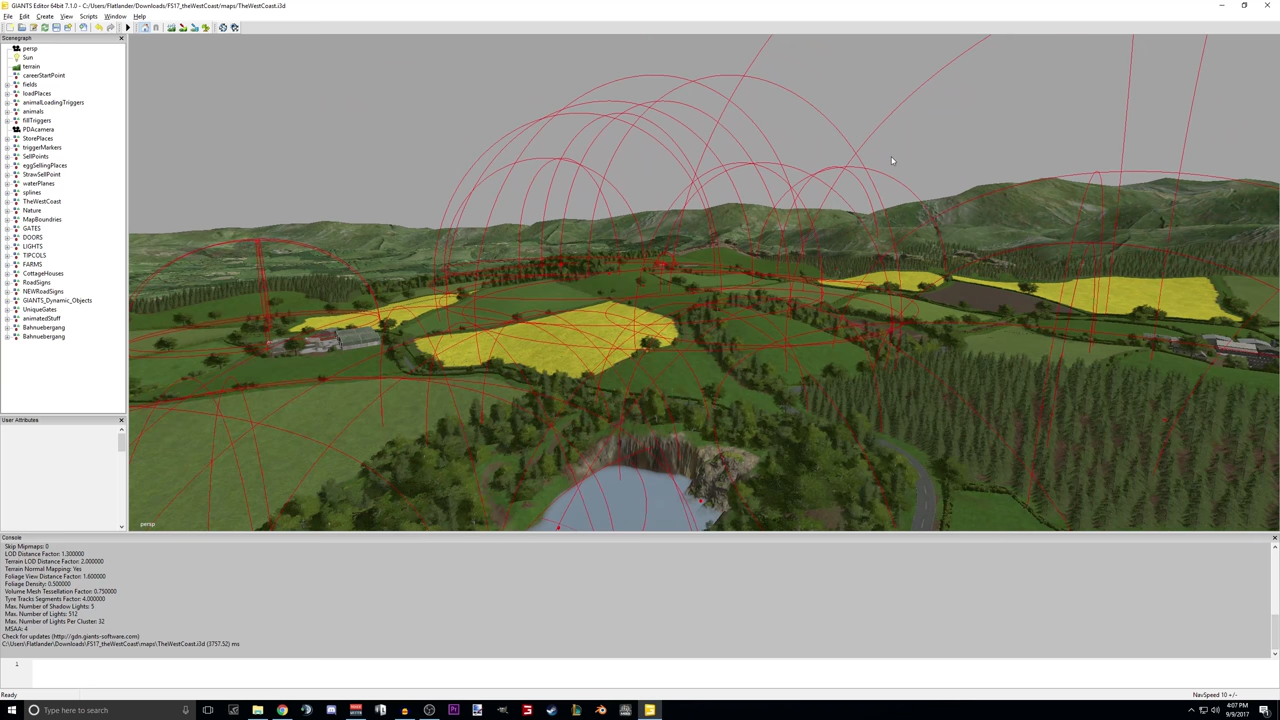 GIANTS Editor 64bit 7.1.0 - C:/Users/Flatlander/Downloads/FS17_theWestCoast/maps/TheWestCoast.i3d
File Edit Create View Scripts Window Help
Scenegraph
persp
Sun
terrain
careerStartPoint
fields
loadPlaces
animalLoadingTriggers
animals
fillTriggers
PDAcamera
StorePlaces
triggerMarkers
SellPoints
eggSellingPlaces
StrawSellPoint
waterPlanes
splines
TheWestCoast
Nature
MapBoundries
GATES
DOORS
LIGHTS
TIPCOLS
FARMS
CottageHouses
RoadSigns
NEWRoadSigns
GIANTS_Dynamic_Objects
UniqueGates
animatedStuff
Bahnuebergang
Bahnuebergang
User Attributes
persp
Console
Skip Mipmaps: 0
LOD Distance Factor: 1.300000
Terrain LOD Distance Factor: 2.000000
Terrain Normal Mapping: Yes
Foliage View Distance Factor: 1.600000
Foliage Density: 0.500000
Volume Mesh Tessellation Factor: 0.750000
Tyre Tracks Segments Factor: 4.000000
Max. Number of Shadow Lights: 5
Max. Number of Lights: 512
Max. Number of Lights Per Cluster: 32
MSAA: 4
Check for updates (http://gdn.giants-software.com)
C:\Users\Flatlander\Downloads\FS17_theWestCoast\maps\TheWestCoast.i3d (3757.52) ms
1
Ready
NavSpeed 10 +/-
Type here to search
4:07 PM
9/9/2017